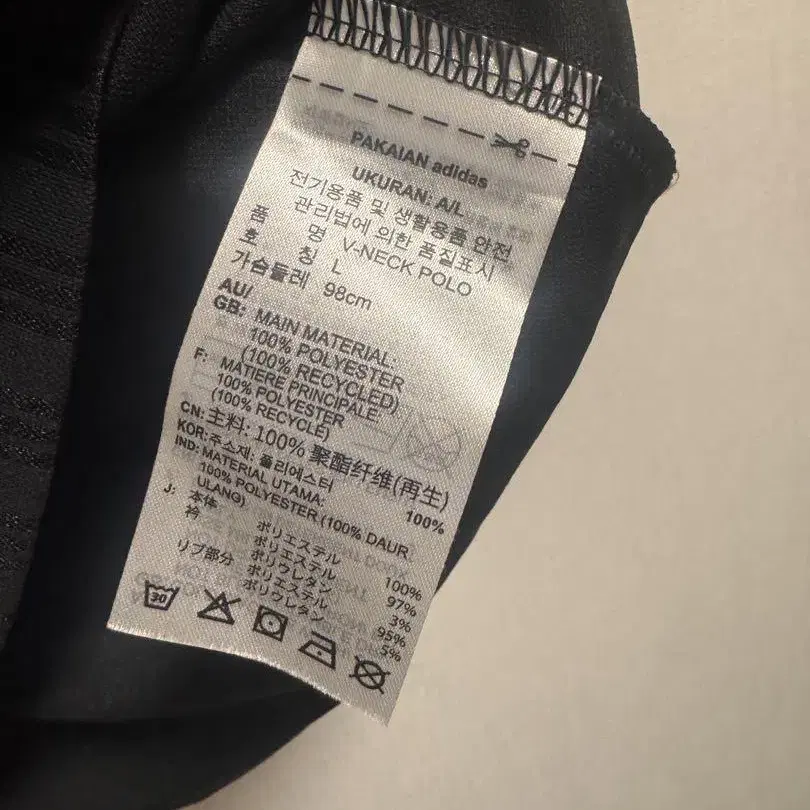 PAKAIAN adidas
UKURAN: A/L
전기용품 및 생활용품 안전
관리법에 의한 품질표시
품 명 V-NECK POLO
호 칭 L
가슴둘레 98cm
AU/
GB: MAIN MATERIAL:
100% POLYESTER
(100% RECYCLED)
F: MATIERE PRINCIPALE:
100% POLYESTER
(100% RECYCLE)
CN: 主料: 100% 聚酯纤维(再生)
KOR: 주소재: 폴리에스터 100%
IND: MATERIAL UTAMA:
100% POLYESTER (100% DAUR
ULANG)
J: 本体 ポリエステル 100%
衿 ポリエステル 97%
ポリウレタン 3%
リブ部分 ポリエステル 95%
ポリウレタン 5%
30